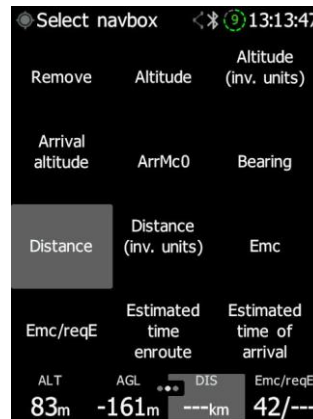 Select navbox
9
13:13:47
Remove
Altitude
Altitude
(inv. units)
Arrival
altitude
ArrMc0
Bearing
Distance
Distance
(inv. units)
Emc
Emc/reqE
Estimated
time
enroute
Estimated
time of
arrival
ALT
AGL
DIS
Emc/reqE
83m
-161m
---km
42/---